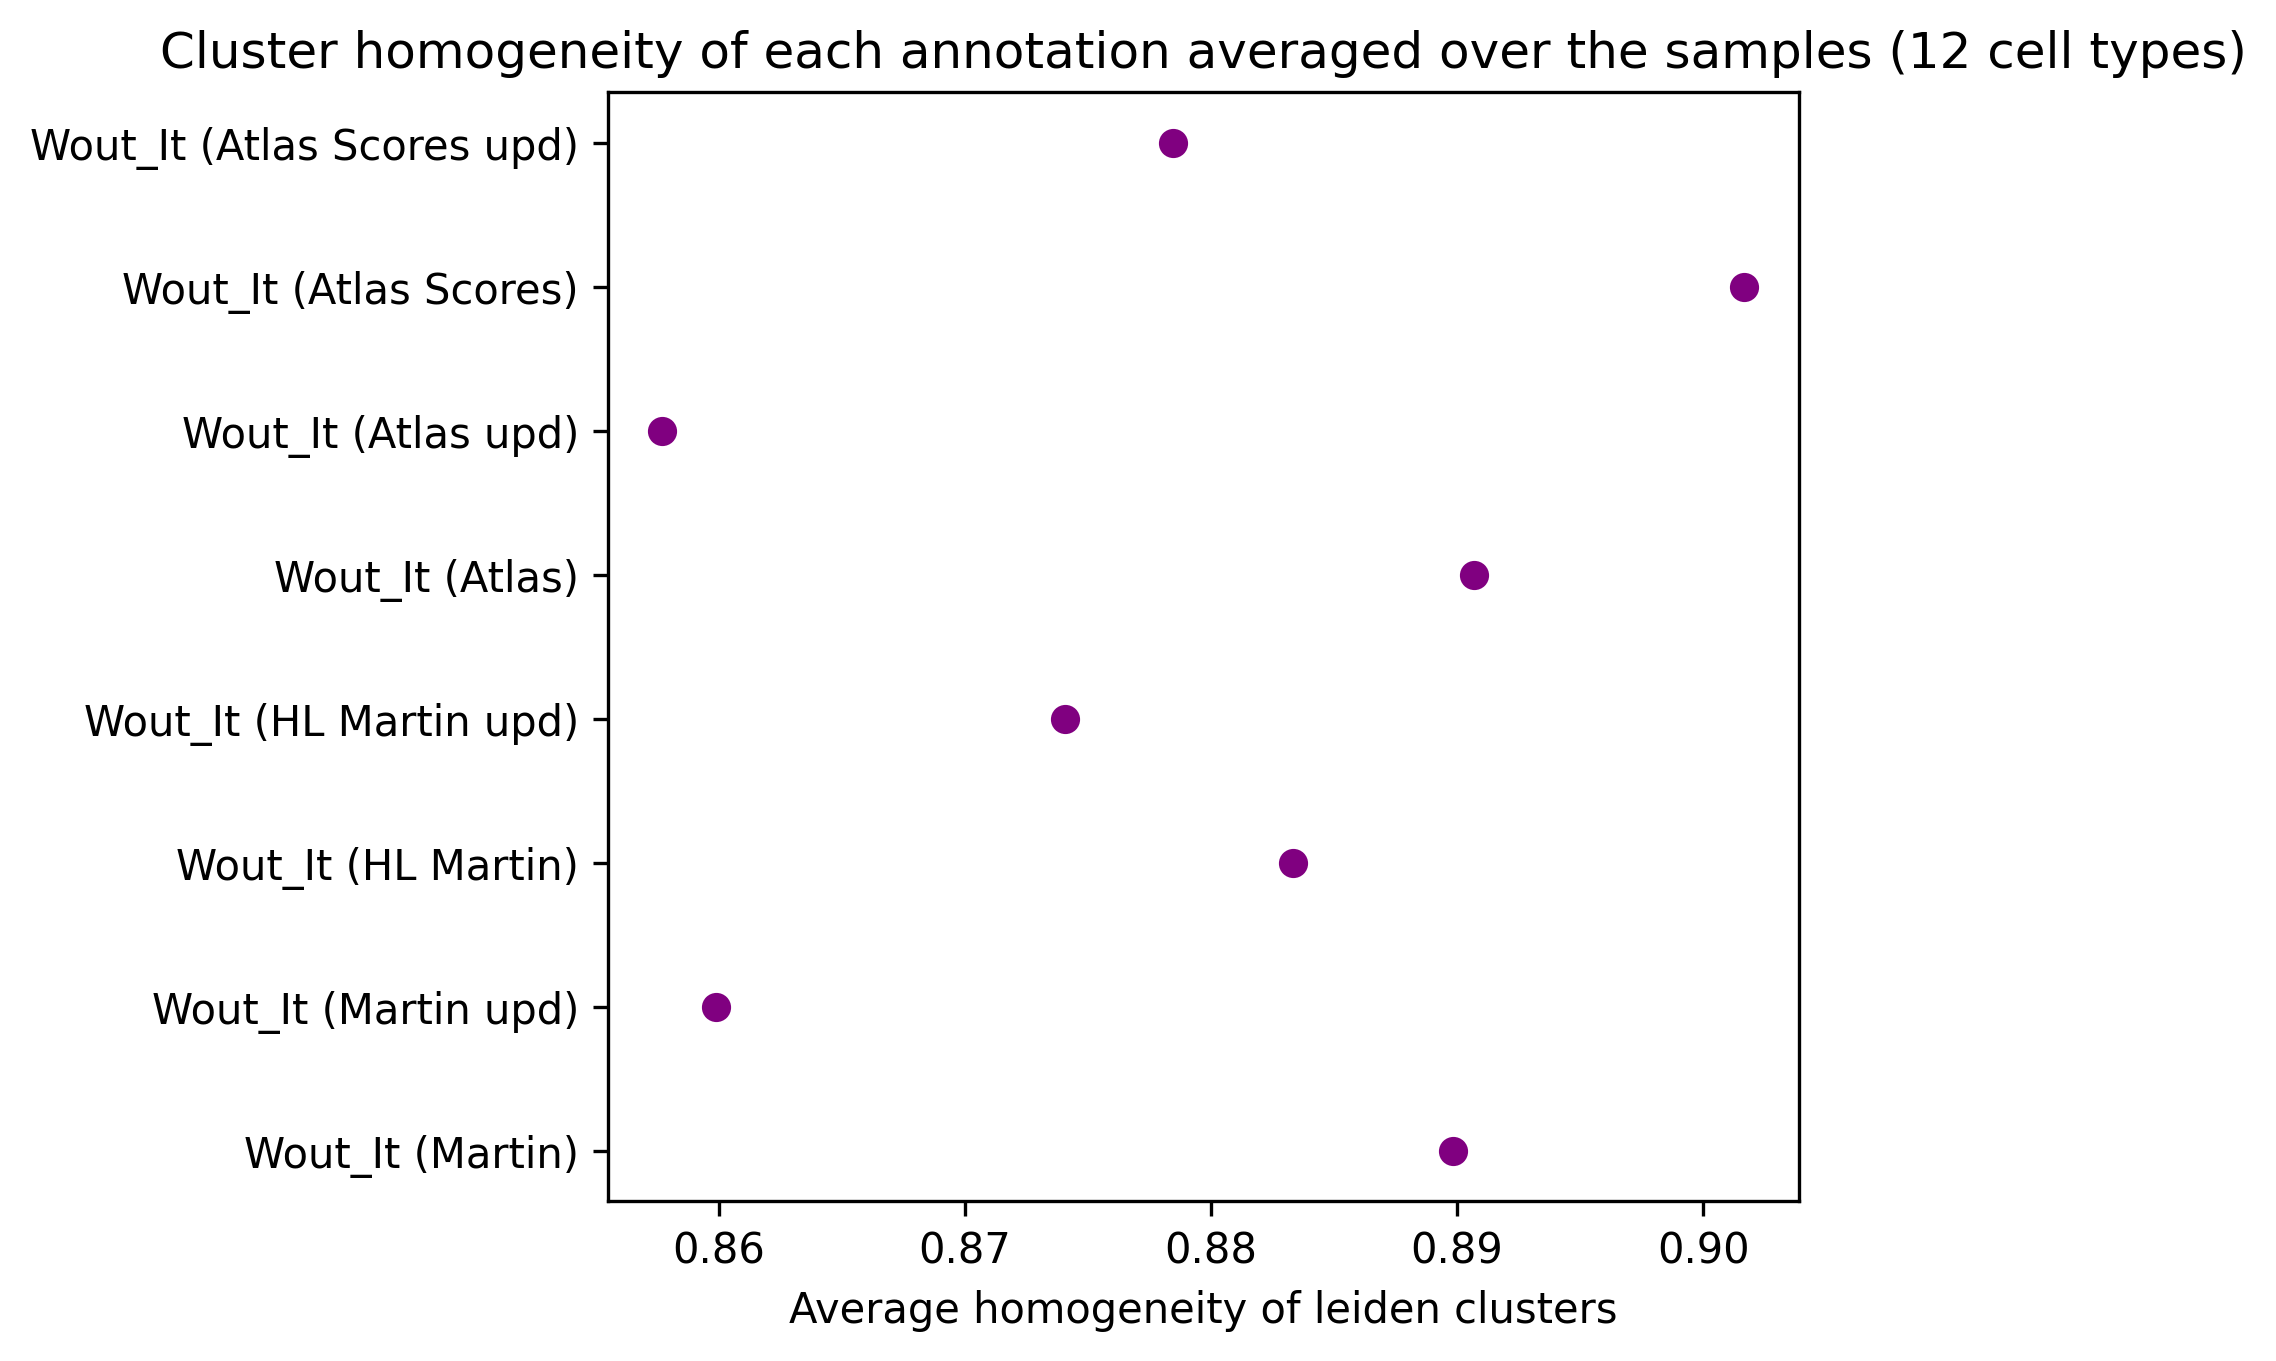 Cluster homogeneity of each annotation averaged over the samples (12 cell types)
Wout_It (Atlas Scores upd)
Wout_It (Atlas Scores)
Wout_It (Atlas upd)
Wout_It (Atlas)
Wout_It (HL Martin upd)
Wout_It (HL Martin)
Wout_It (Martin upd)
Wout_It (Martin)
0.86 0.87 0.88 0.89 0.90
Average homogeneity of leiden clusters